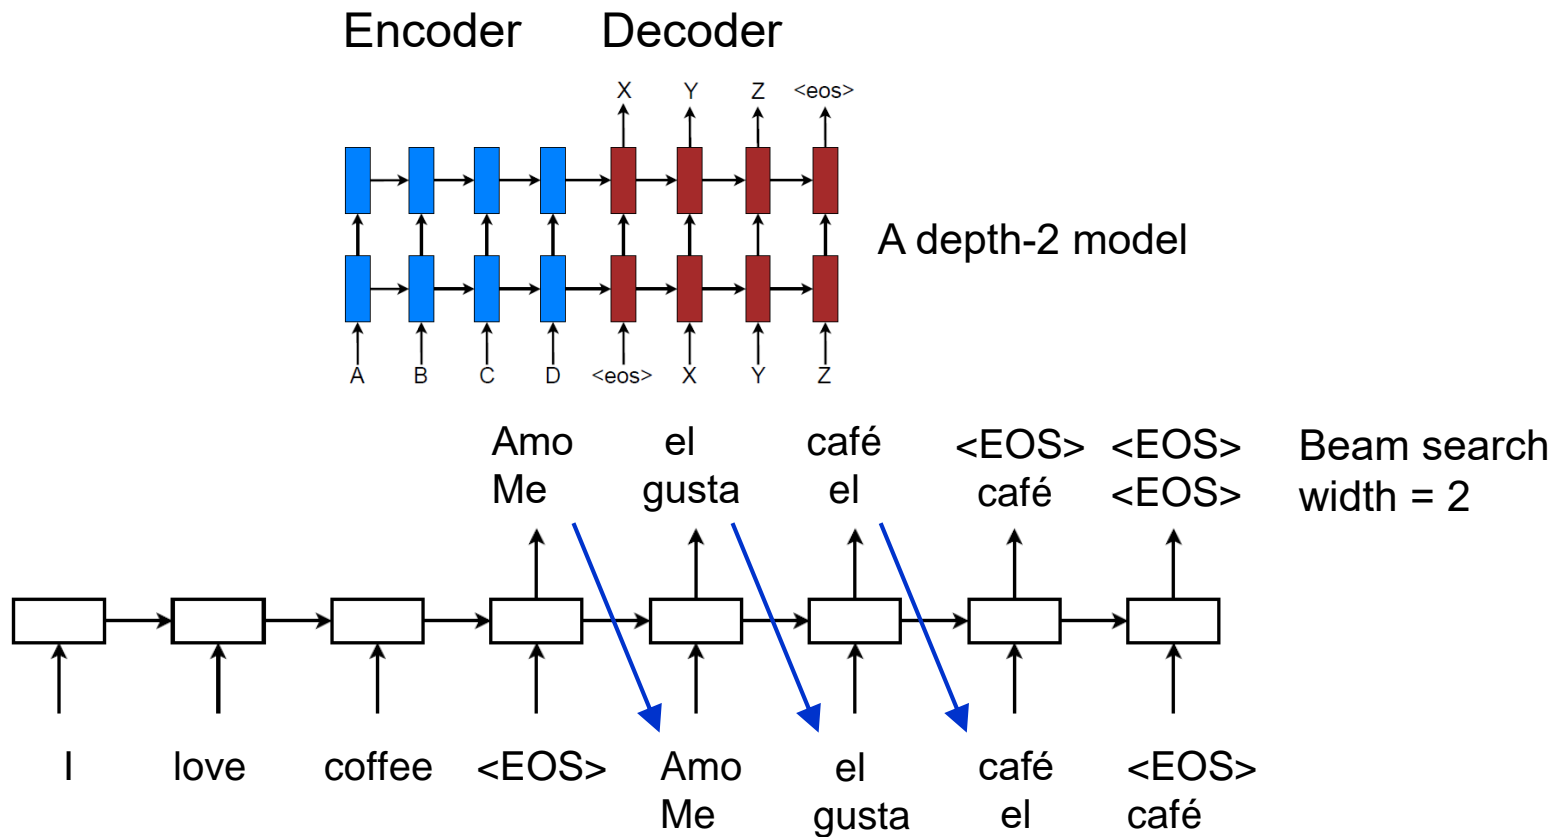 Encoder Decoder
X Y Z <eos>
A depth-2 model
A B C D <eos> X Y Z
Amo el café <EOS> <EOS> Beam search
Me gusta el café <EOS> width = 2
I love coffee <EOS> Amo el café <EOS>
Me gusta el café